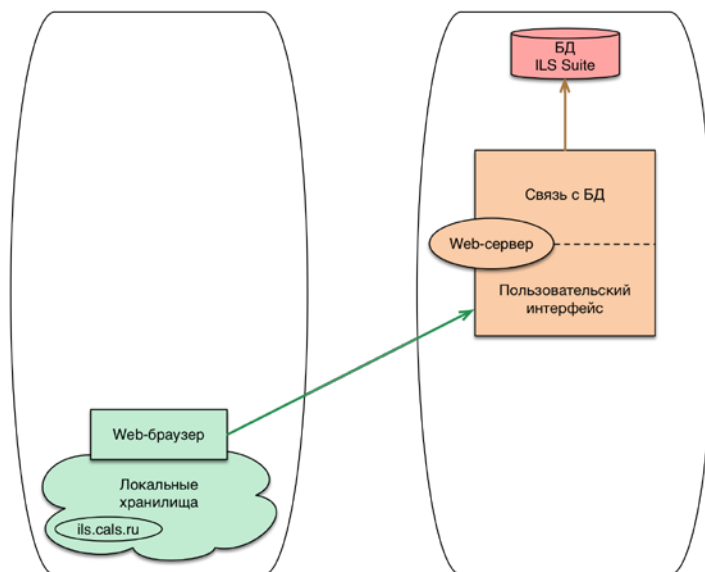 БД
ILS Suite
Связь с БД
Web-сервер
Пользовательский
интерфейс
Web-браузер
Локальные
хранилища
ils.cals.ru